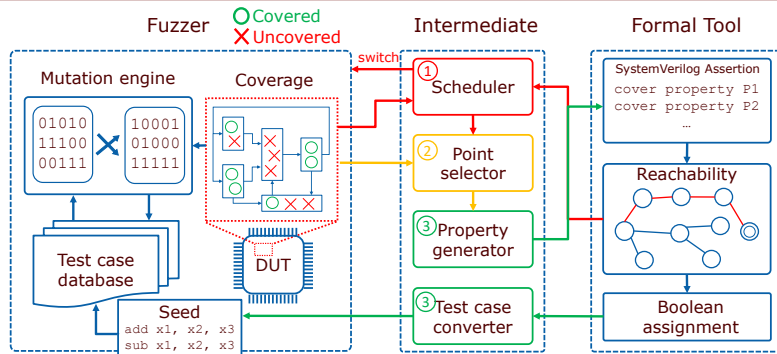 Fuzzer
Covered
Uncovered
Intermediate
Formal Tool
switch
Mutation engine
01010
11100
00111
10001
01000
11111
Coverage
DUT
Test case
database
Seed
add x1, x2, x3
sub x1, x2, x3
1
Scheduler
2
Point
selector
3
Property
generator
3
Test case
converter
SystemVerilog Assertion
cover property P1
cover property P2
…
Reachability
Boolean
assignment